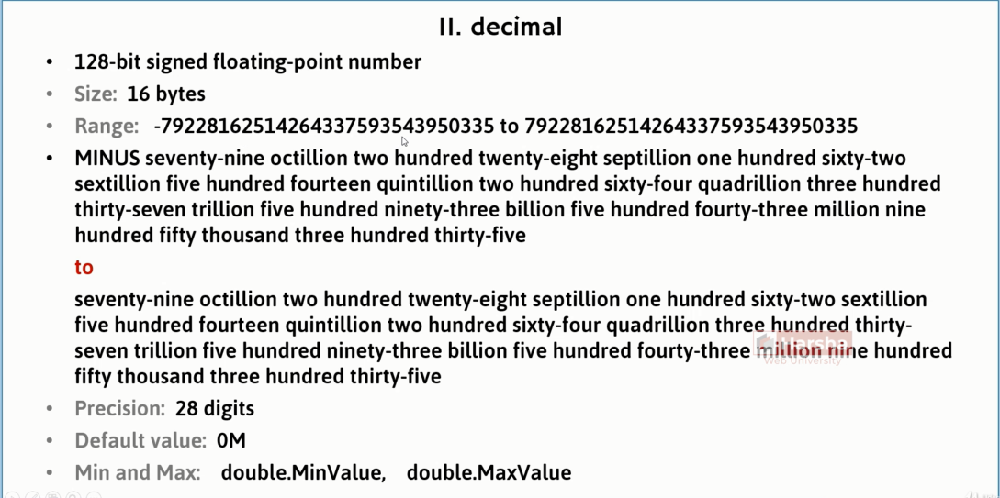 II. decimal
• 128-bit signed floating-point number
• Size: 16 bytes
• Range: -79228162514264337593543950335 to 79228162514264337593543950335
• MINUS seventy-nine octillion two hundred twenty-eight septillion one hundred sixty-two
sextillion five hundred fourteen quintillion two hundred sixty-four quadrillion three hundred
thirty-seven trillion five hundred ninety-three billion five hundred fourty-three million nine
hundred fifty thousand three hundred thirty-five
to
seventy-nine octillion two hundred twenty-eight septillion one hundred sixty-two sextillion
five hundred fourteen quintillion two hundred sixty-four quadrillion three hundred thirty-
seven trillion five hundred ninety-three billion five hundred fourty-three million nine hundred
Harsha
Web University
fifty thousand three hundred thirty-five
• Precision: 28 digits
• Default value: 0M
• Min and Max: double.MinValue, double.MaxValue